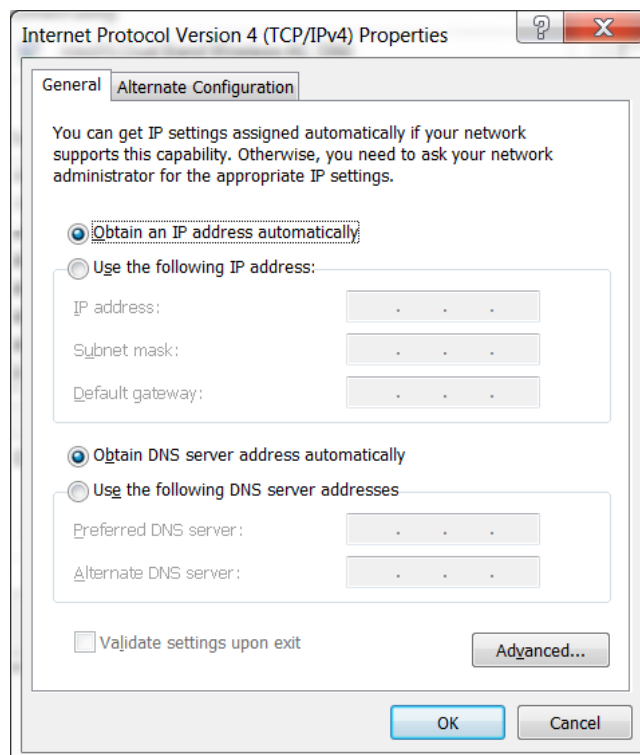 Internet Protocol Version 4 (TCP/IPv4) Properties
General
Alternate Configuration
You can get IP settings assigned automatically if your network
supports this capability. Otherwise, you need to ask your network
administrator for the appropriate IP settings.
Obtain an IP address automatically
Use the following IP address:
IP address:
Subnet mask:
Default gateway:
Obtain DNS server address automatically
Use the following DNS server addresses
Preferred DNS server:
Alternate DNS server:
Validate settings upon exit
Advanced...
OK
Cancel